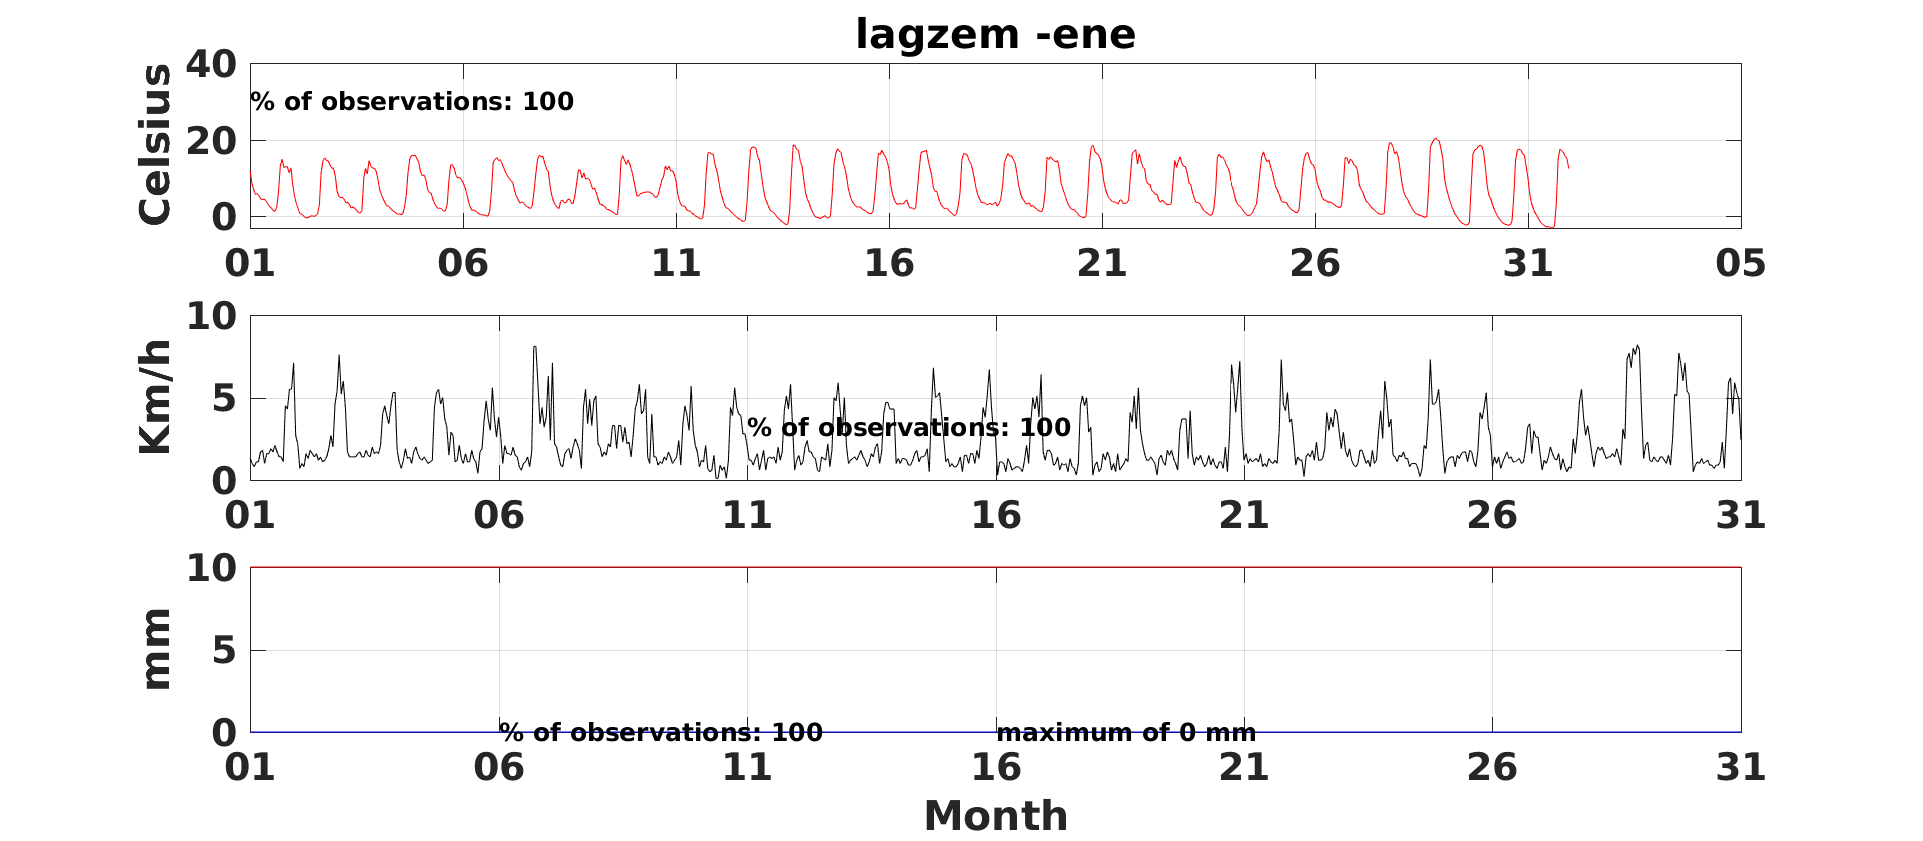 lagzem -ene
Celsius
40
20
0
% of observations: 100
01 06 11 16 21 26 31 05
Km/h
10
5
0
% of observations: 100
01 06 11 16 21 26 31
mm
10
5
0
% of observations: 100 maximum of 0 mm
01 06 11 16 21 26 31
Month